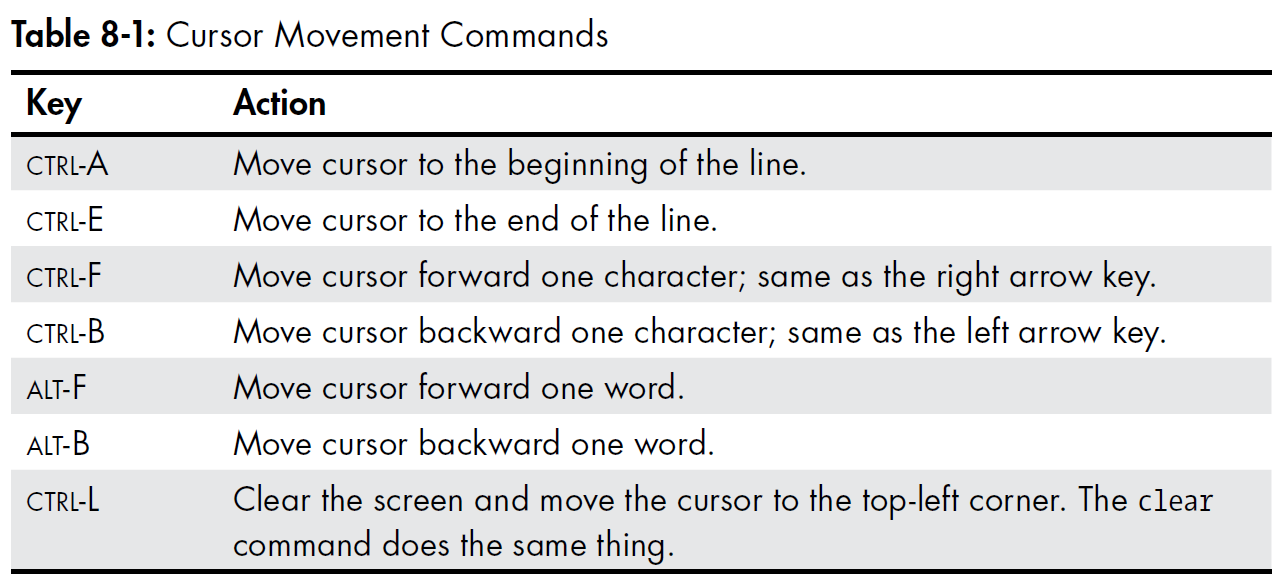 Table 8-1: Cursor Movement Commands
Key Action
CTRL-A Move cursor to the beginning of the line.
CTRL-E Move cursor to the end of the line.
CTRL-F Move cursor forward one character; same as the right arrow key.
CTRL-B Move cursor backward one character; same as the left arrow key.
ALT-F Move cursor forward one word.
ALT-B Move cursor backward one word.
CTRL-L Clear the screen and move the cursor to the top-left corner. The clear
command does the same thing.